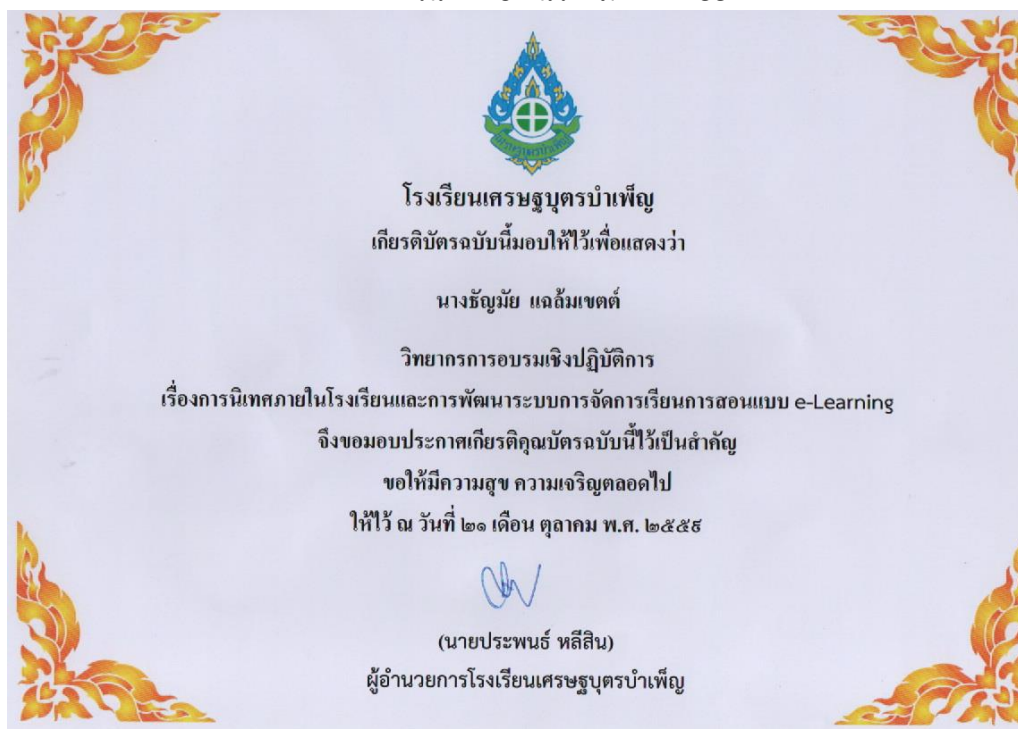 เศรษฐบุตรบำเพ็ญ
โรงเรียนเศรษฐบุตรบำเพ็ญ
เกียรติบัตรฉบับนี้มอบให้ไว้เพื่อแสดงว่า
นางธัญมัย แฉล้มเขตต์
วิทยากรการอบรมเชิงปฏิบัติการ
เรื่องการนิเทศภายในโรงเรียนและการพัฒนาระบบการจัดการเรียนการสอนแบบ e-Learning
จึงขอมอบประกาศเกียรติคุณบัตรฉบับนี้ไว้เป็นสำคัญ
ขอให้มีความสุข ความเจริญตลอดไป
ให้ไว้ ณ วันที่ ๒๑ เดือน ตุลาคม พ.ศ. ๒๕๕๙
(นายประพนธ์ หลีสิน)
ผู้อำนวยการโรงเรียนเศรษฐบุตรบำเพ็ญ